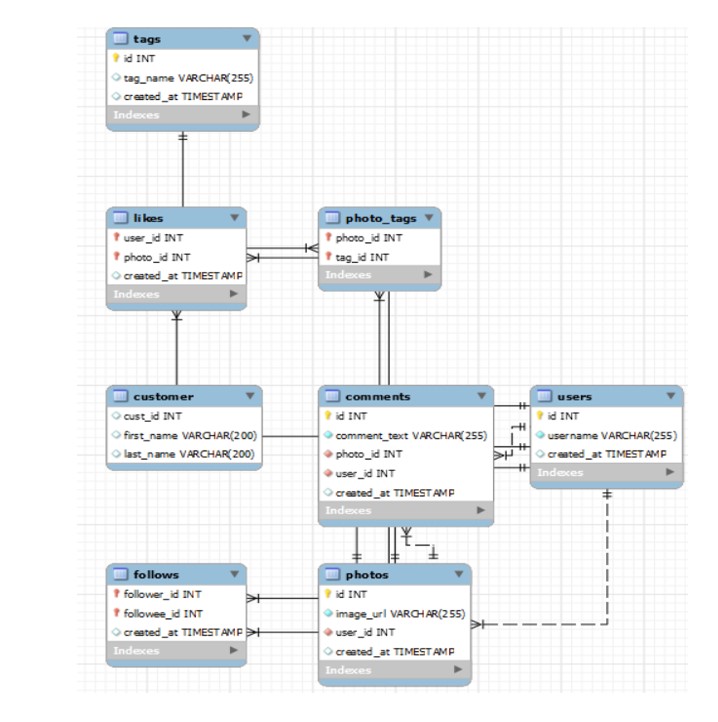 tags
id INT
tag_name VARCHAR(255)
created_at TIMESTAMP
Indexes
likes
user_id INT
photo_id INT
created_at TIMESTAMP
Indexes
photo_tags
photo_id INT
tag_id INT
Indexes
customer
cust_id INT
first_name VARCHAR(200)
last_name VARCHAR(200)
comments
id INT
comment_text VARCHAR(255)
photo_id INT
user_id INT
created_at TIMESTAMP
Indexes
users
id INT
username VARCHAR(255)
created_at TIMESTAMP
Indexes
follows
follower_id INT
followee_id INT
created_at TIMESTAMP
Indexes
photos
id INT
image_url VARCHAR(255)
user_id INT
created_at TIMESTAMP
Indexes